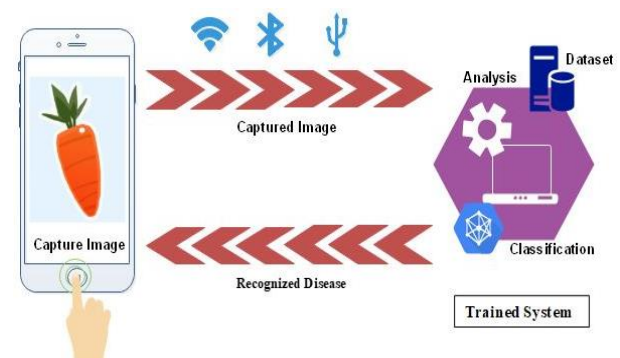 Dataset
Analysis
Captured Image
Capture Image
Classification
Recognized Disease
Trained System